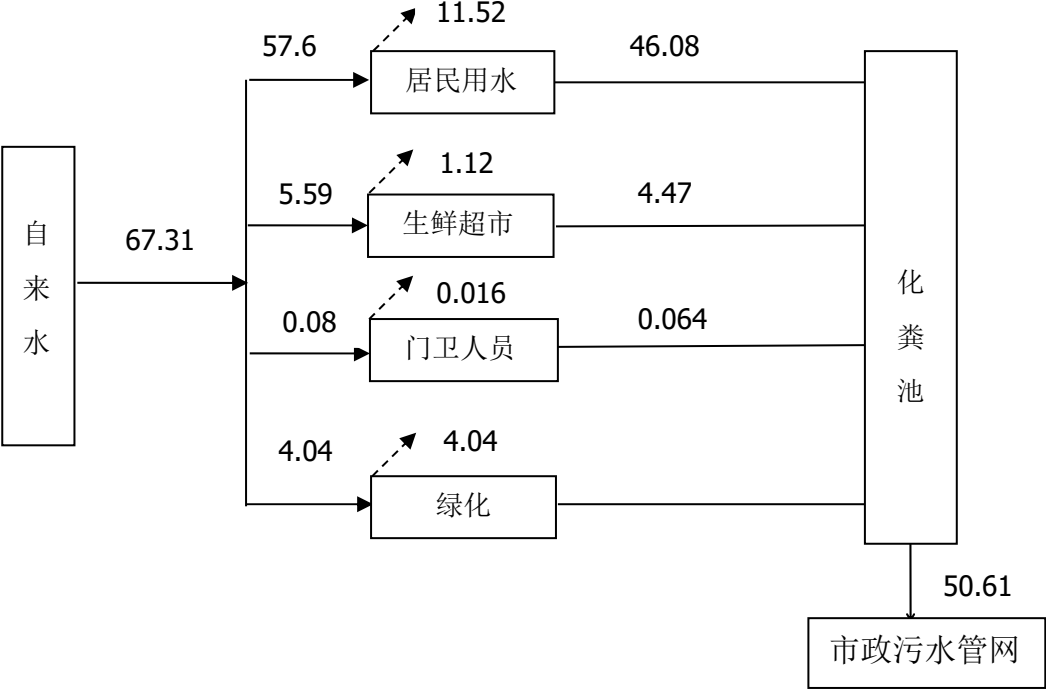 11.52
57.6
居民用水
46.08
1.12
5.59
生鲜超市
4.47
自
来
水
67.31
0.016
0.08
门卫人员
0.064
化
粪
池
4.04
4.04
绿化
50.61
市政污水管网